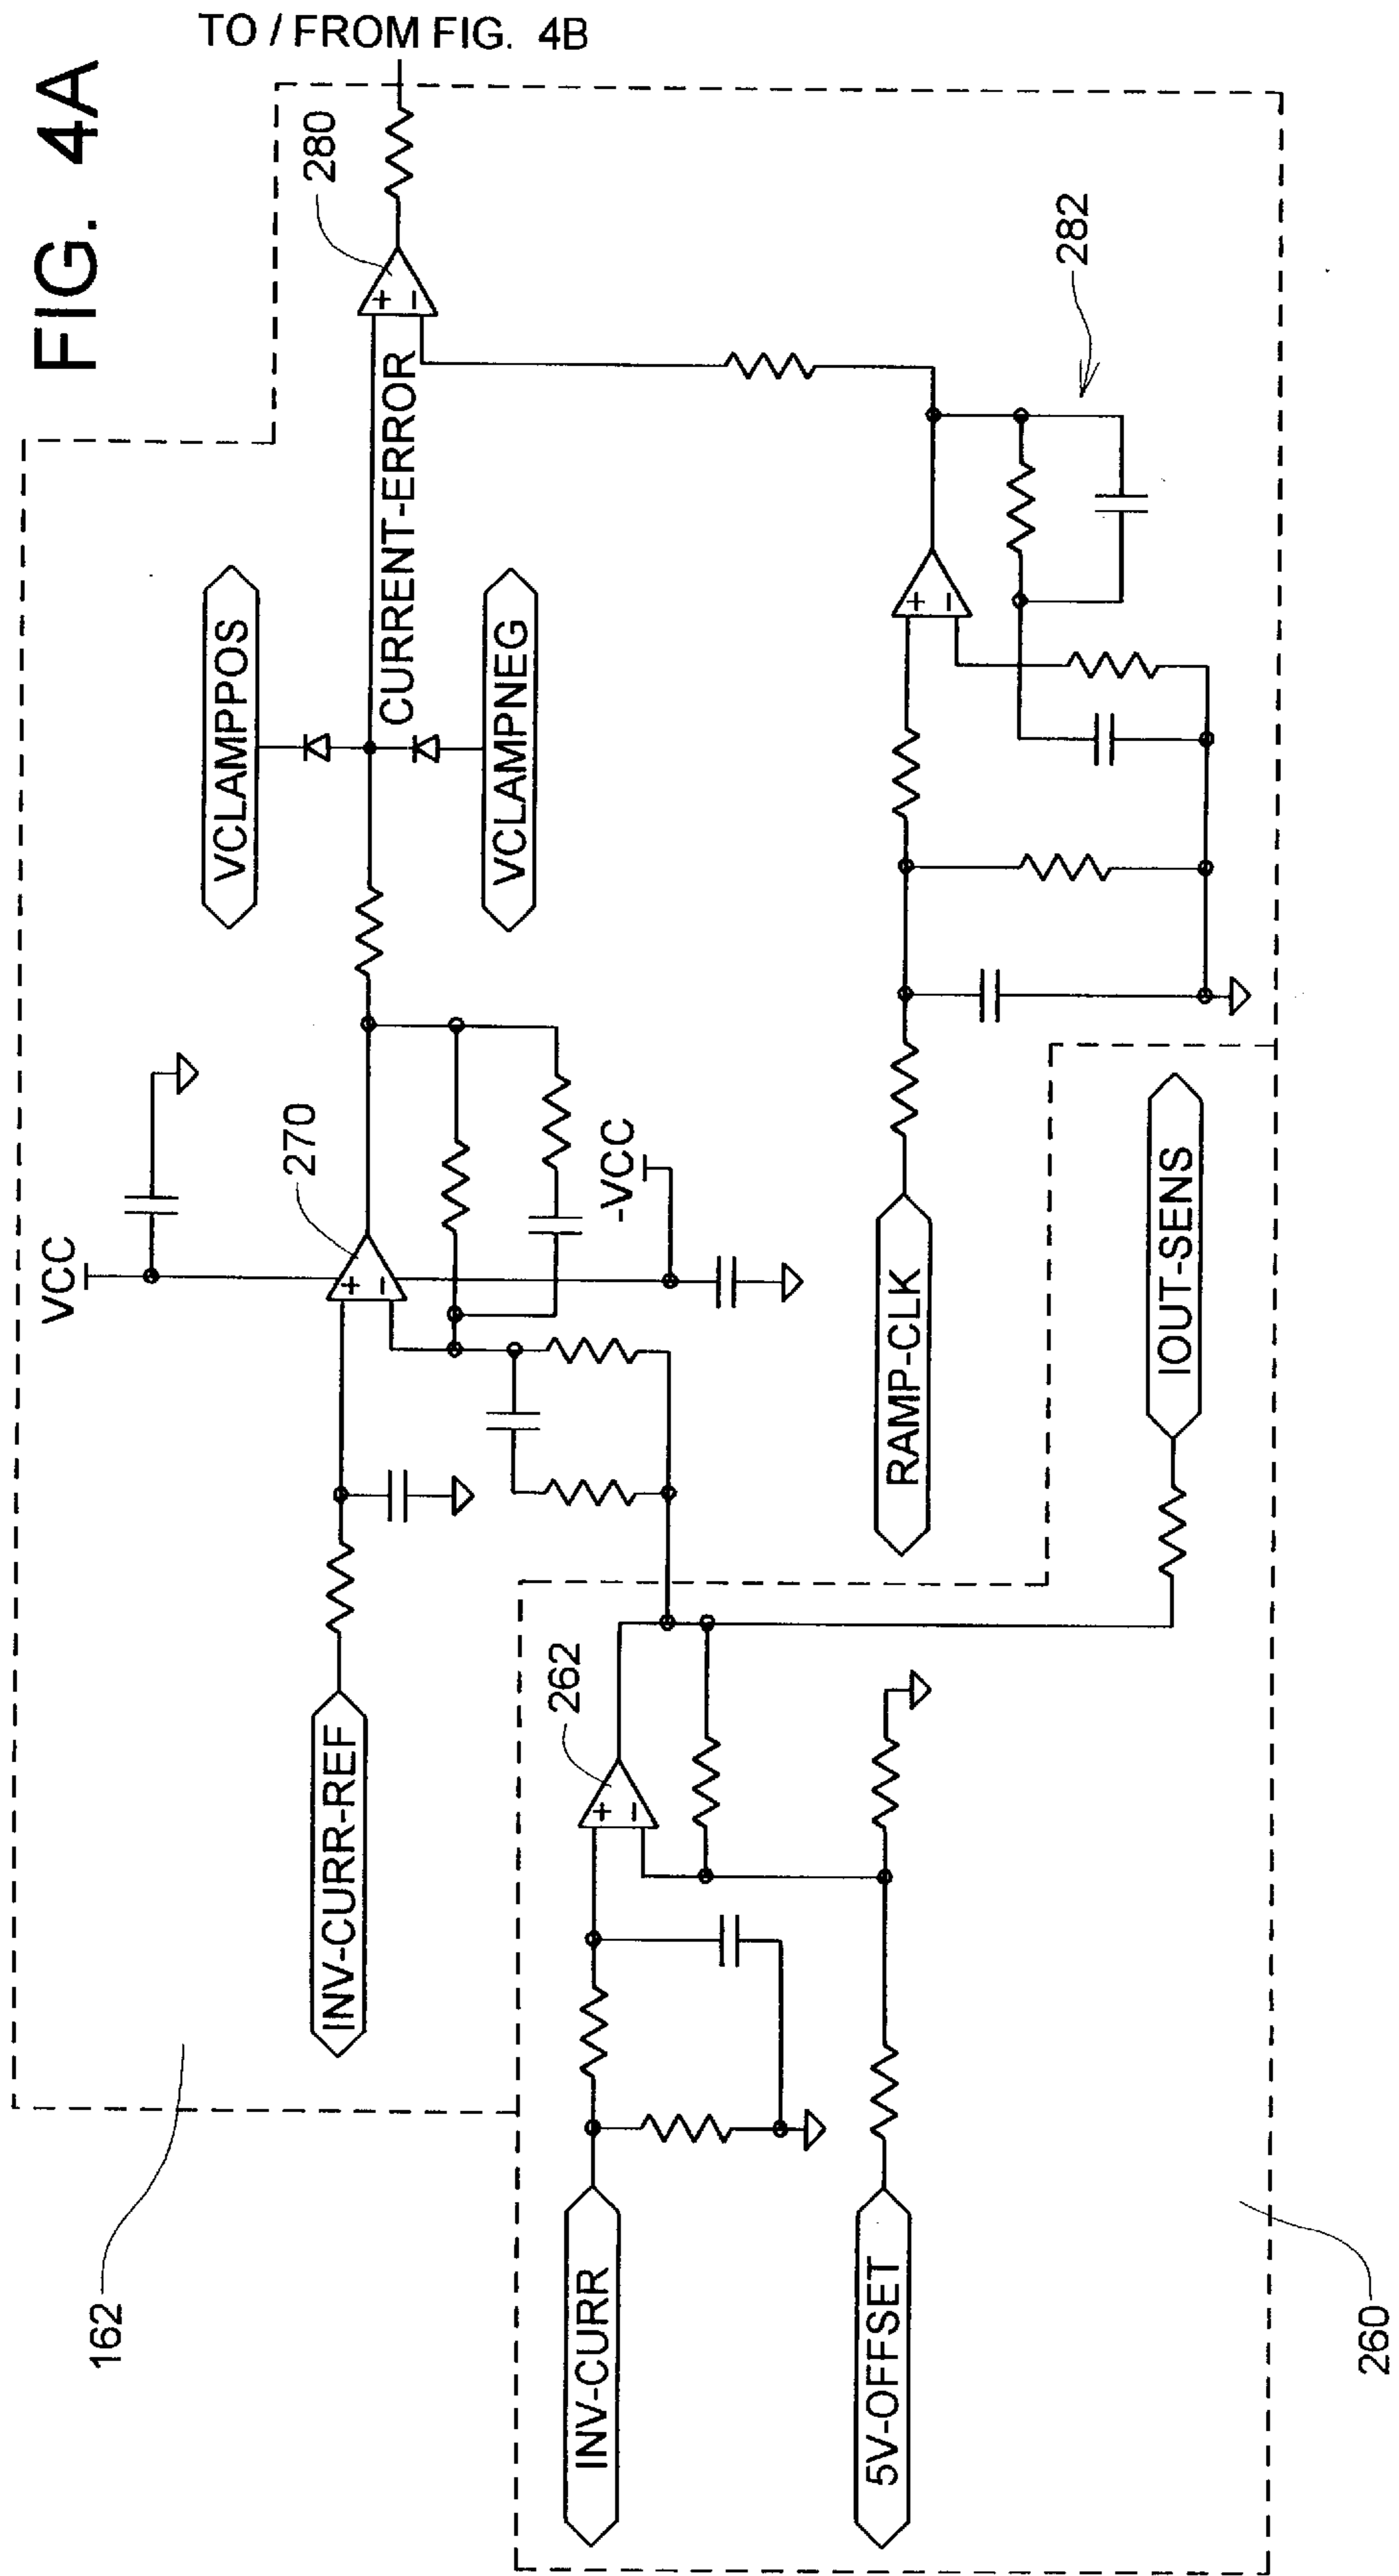 FIG. 4A
TO / FROM FIG. 4B
280
VCLAMPPOS
CURRENT-ERROR
VCLAMPNEG
282
VCC
270
-VCC
INV-CURR-REF
RAMP-CLK
IOUT-SENS
262
INV-CURR
5V-OFFSET
162
260
+
−
+
−
+
−
+
−